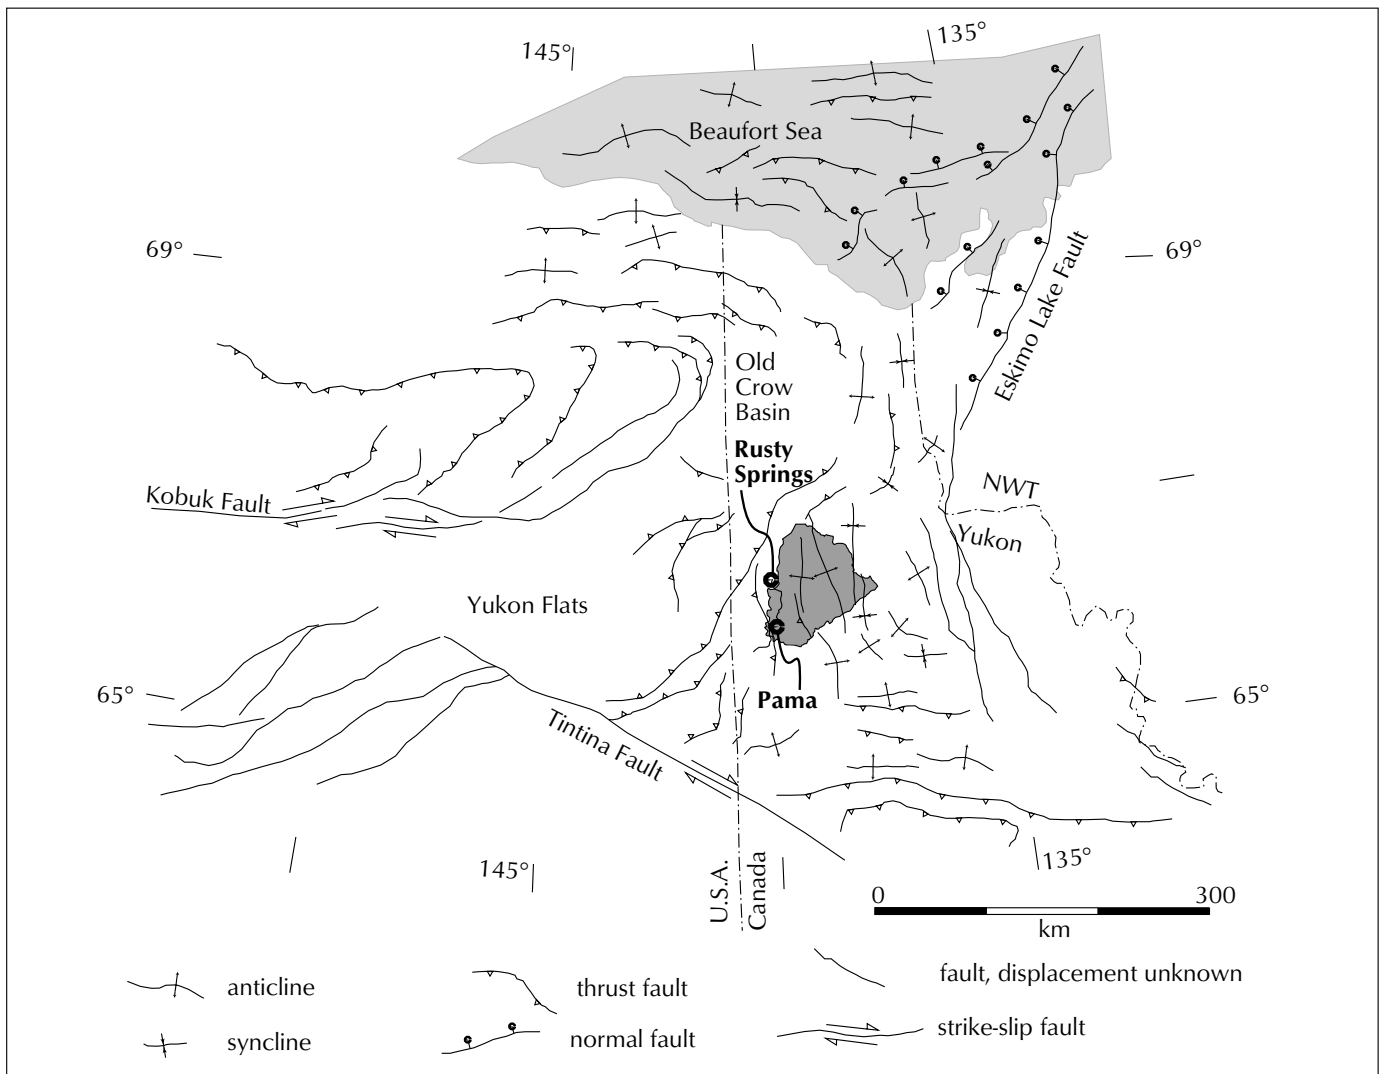 145°
135°
Beaufort Sea
69°
69°
Eskimo Lake Fault
Old
Crow
Basin
Rusty
Springs
Kobuk Fault
NWT
Yukon
Yukon Flats
65°
65°
Pama
Tintina Fault
145°
135°
U.S.A.
Canada
0 300
km
anticline
thrust fault
fault, displacement unknown
syncline
normal fault
strike-slip fault